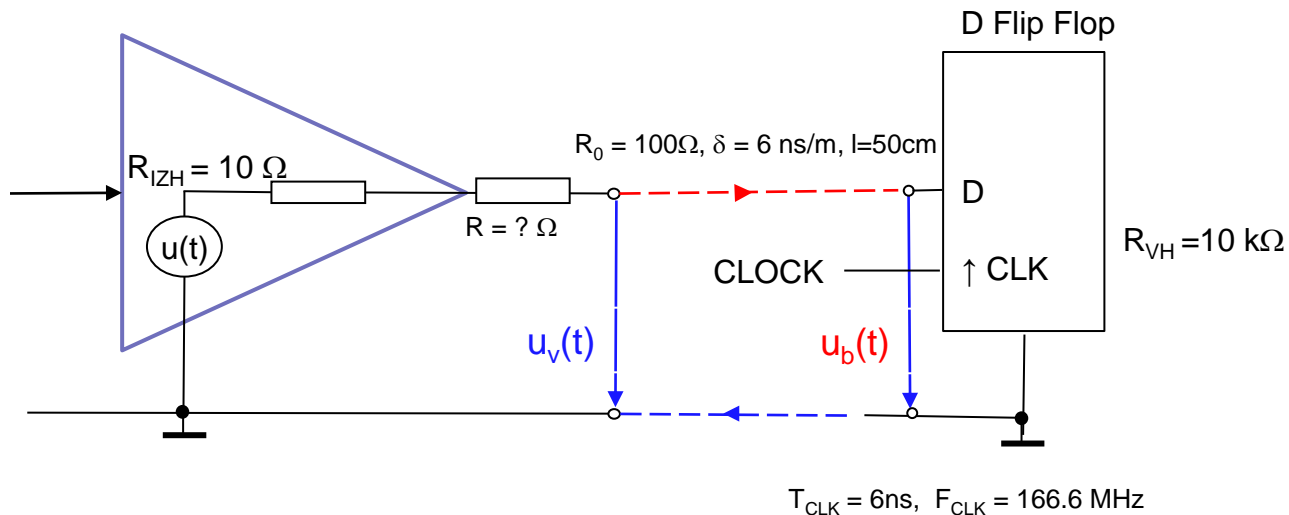 D Flip Flop
R₀ = 100Ω, δ = 6 ns/m, l=50cm
R_IZH = 10 Ω
D
R = ? Ω
u(t)
R_VH =10 kΩ
CLOCK
↑ CLK
u_v(t)
u_b(t)
T_CLK = 6ns, F_CLK = 166.6 MHz